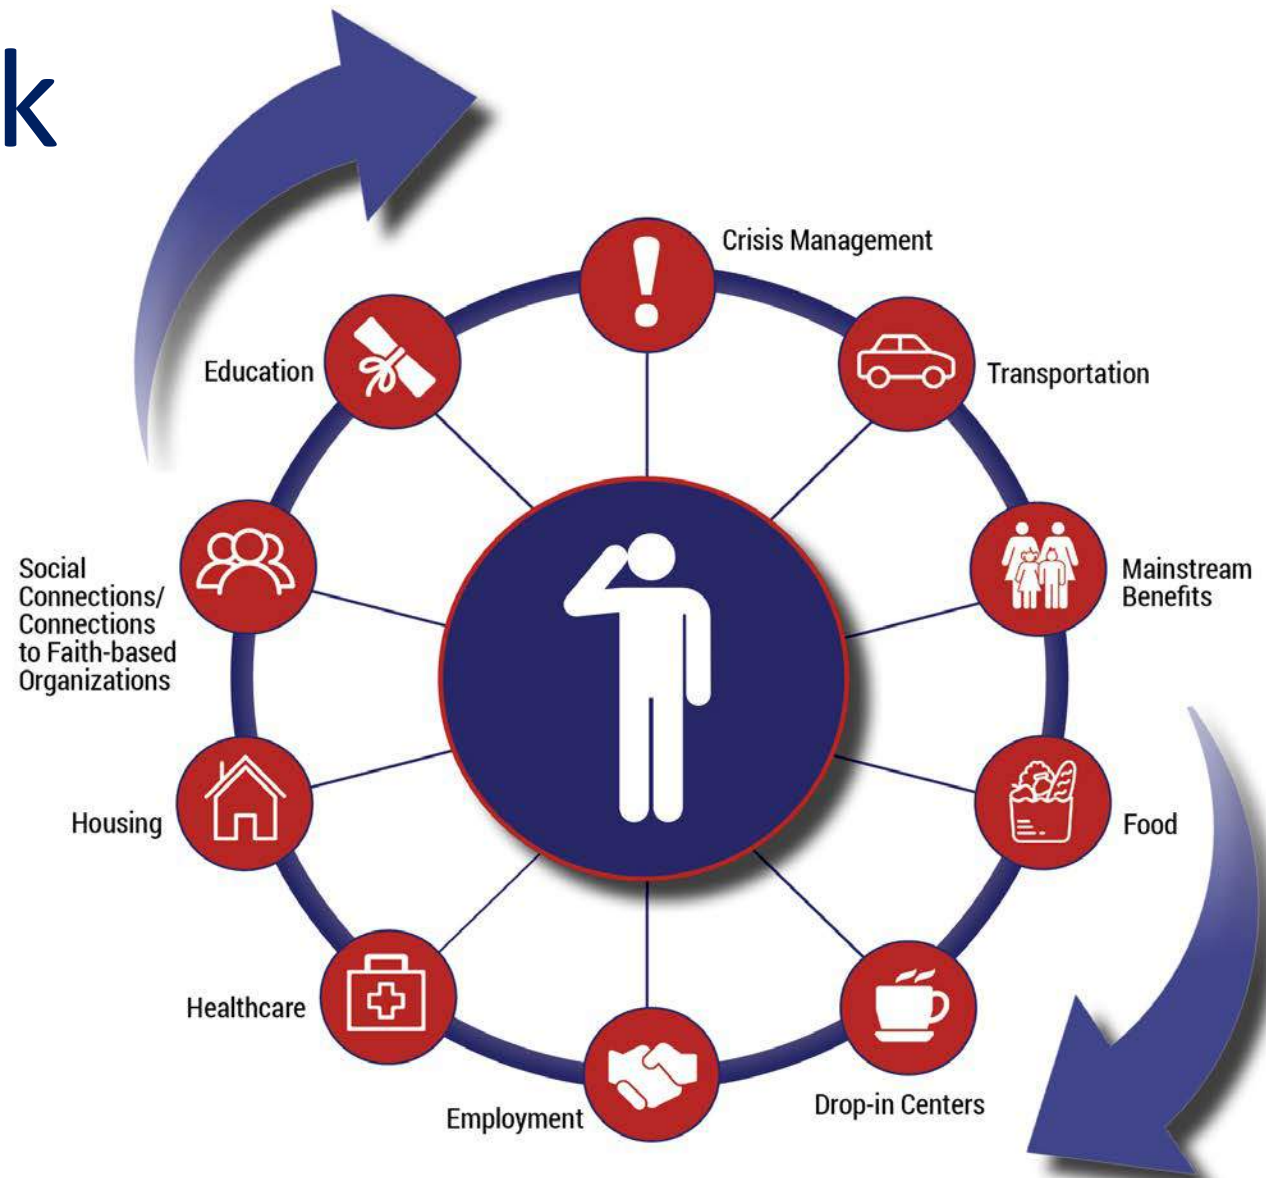 k
Crisis Management
Transportation
Mainstream
Benefits
Food
Drop-in Centers
Employment
Healthcare
Housing
Social
Connections/
Connections
to Faith-based
Organizations
Education